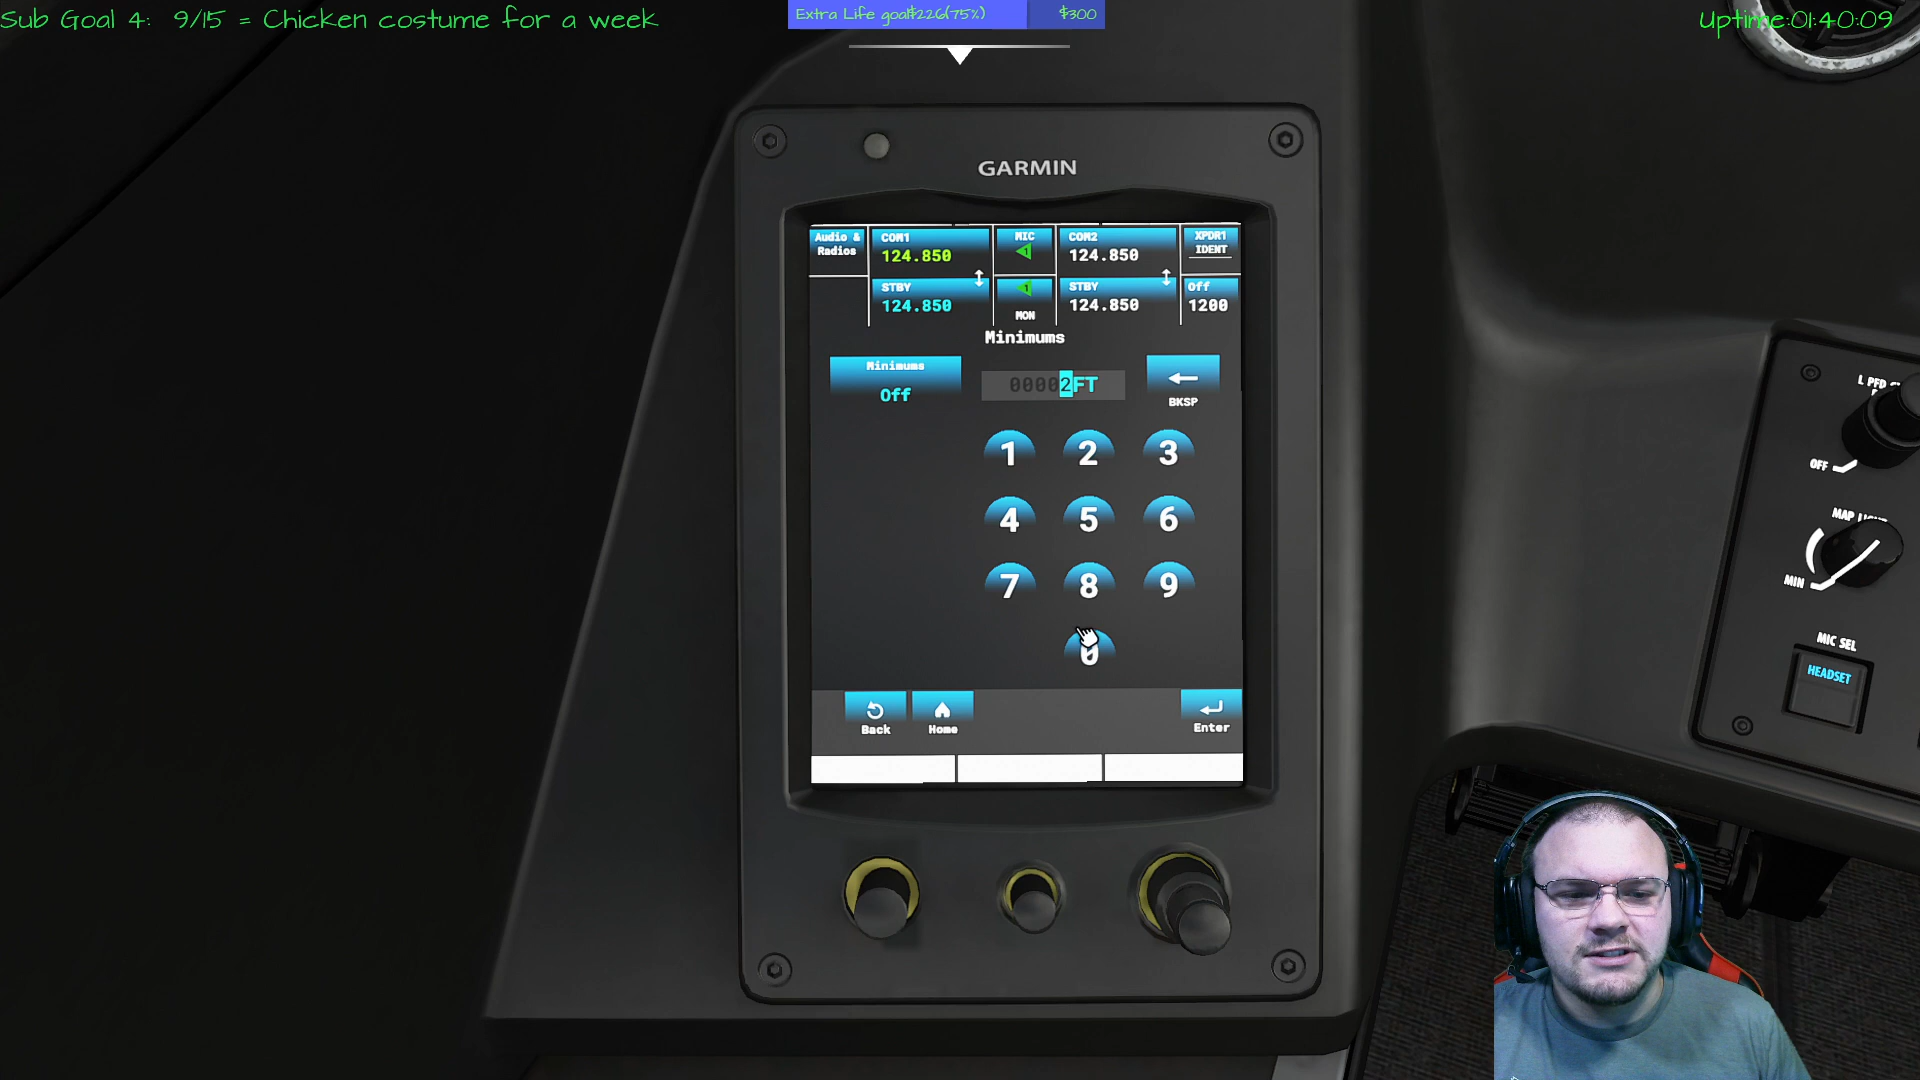 Sub Goal 4:  9/15 = Chicken costume for a week
Extra Life goal$226(75%)
$300
Uptime:01:40:09
GARMIN
Audio &
Radios
COM1
124.850
MIC
1
COM2
124.850
XPDR1
IDENT
STBY
124.850
1
MON
STBY
124.850
Off
1200
Minimums
Minimums
Off
00002FT
BKSP
1 2 3
4 5 6
7 8 9
0
Back
Home
Enter
L PFD
OFF
MAP
MIN
MIC SEL
HEADSET